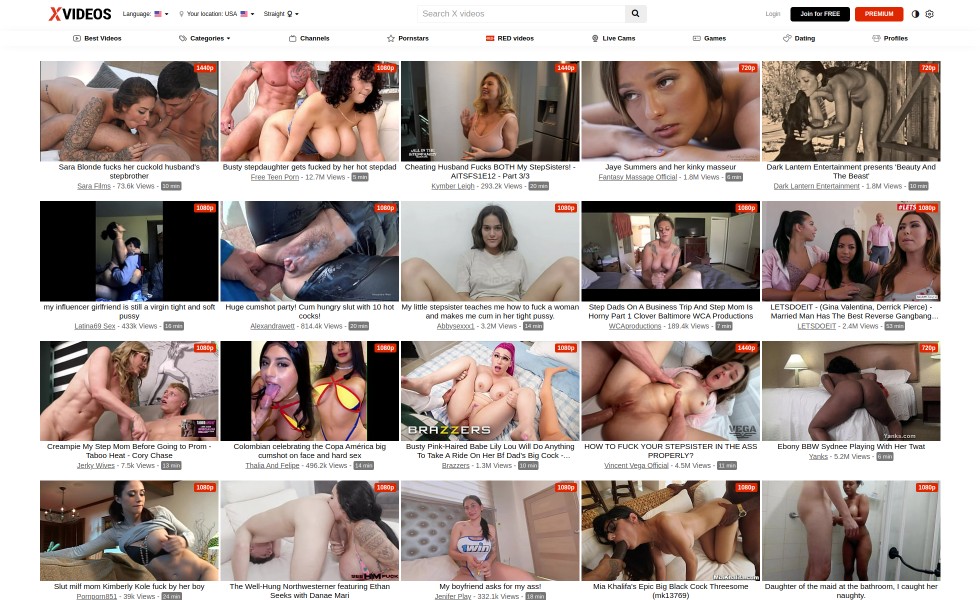 XVIDEOS
Language:
Your location: USA
Straight
Search X videos
Login
Join for FREE
PREMIUM
Best Videos
Categories
Channels
Pornstars
RED videos
Live Cams
Games
Dating
Profiles
1440p
1080p
1440p
720p
720p
Sara Blonde fucks her cuckold husband's
stepbrother
Sara Films - 73.6k Views - 10 min
Busty stepdaughter gets fucked by her hot stepdad
Free Teen Porn - 12.7M Views - 5 min
Cheating Husband Fucks BOTH My StepSisters! -
AITSFS1E12 - Part 3/3
Kymber Leigh - 293.2k Views - 20 min
Jaye Summers and her kinky masseur
Fantasy Massage Official - 1.8M Views - 6 min
Dark Lantern Entertainment presents 'Beauty And
The Beast'
Dark Lantern Entertainment - 1.8M Views - 10 min
1080p
1080p
1080p
1080p
#LETS
1080p
my influencer girlfriend is still a virgin tight and soft
pussy
Latina69 Sex - 433k Views - 16 min
Huge cumshot party! Cum hungry slut with 10 hot
cocks!
Alexandrawett - 814.4k Views - 20 min
My little stepsister teaches me how to fuck a woman
and makes me cum in her tight pussy.
Abbysexxx1 - 3.2M Views - 14 min
Step Dads On A Business Trip And Step Mom Is
Horny Part 1 Clover Baltimore WCA Productions
WCAproductions - 189.4k Views - 7 min
LETSDOEIT - (Gina Valentina, Derrick Pierce) -
Married Man Has The Best Reverse Gangbang...
LETSDOEIT - 2.4M Views - 53 min
1080p
1080p
1080p
1440p
720p
BRAZZERS
VEGA
Yanks.com
Creampie My Step Mom Before Going to Prom -
Taboo Heat - Cory Chase
Jerky Wives - 7.5k Views - 13 min
Colombian celebrating the Copa América big
cumshot on face and hard sex
Thalia And Felipe - 496.2k Views - 14 min
Busty Pink-Haired Babe Lily Lou Will Do Anything
To Take A Ride On Her Bf Dad's Big Cock -...
Brazzers - 1.3M Views - 10 min
HOW TO FUCK YOUR STEPSISTER IN THE ASS
PROPERLY?
Vincent Vega Official - 4.5M Views - 11 min
Ebony BBW Sydnee Playing With Her Twat
Yanks - 5.2M Views - 6 min
1080p
1080p
1080p
1080p
1080p
win
Slut milf mom Kimberly Kole fuck by her boy
Pornporn851 - 39k Views - 24 min
The Well-Hung Northwesterner featuring Ethan
Seeks with Danae Mari
My boyfriend asks for my ass!
Jenifer Play - 332.1k Views - 18 min
Mia Khalifa's Epic Big Black Cock Threesome
(mk13769)
Daughter of the maid at the bathroom, I caught her
naughty.